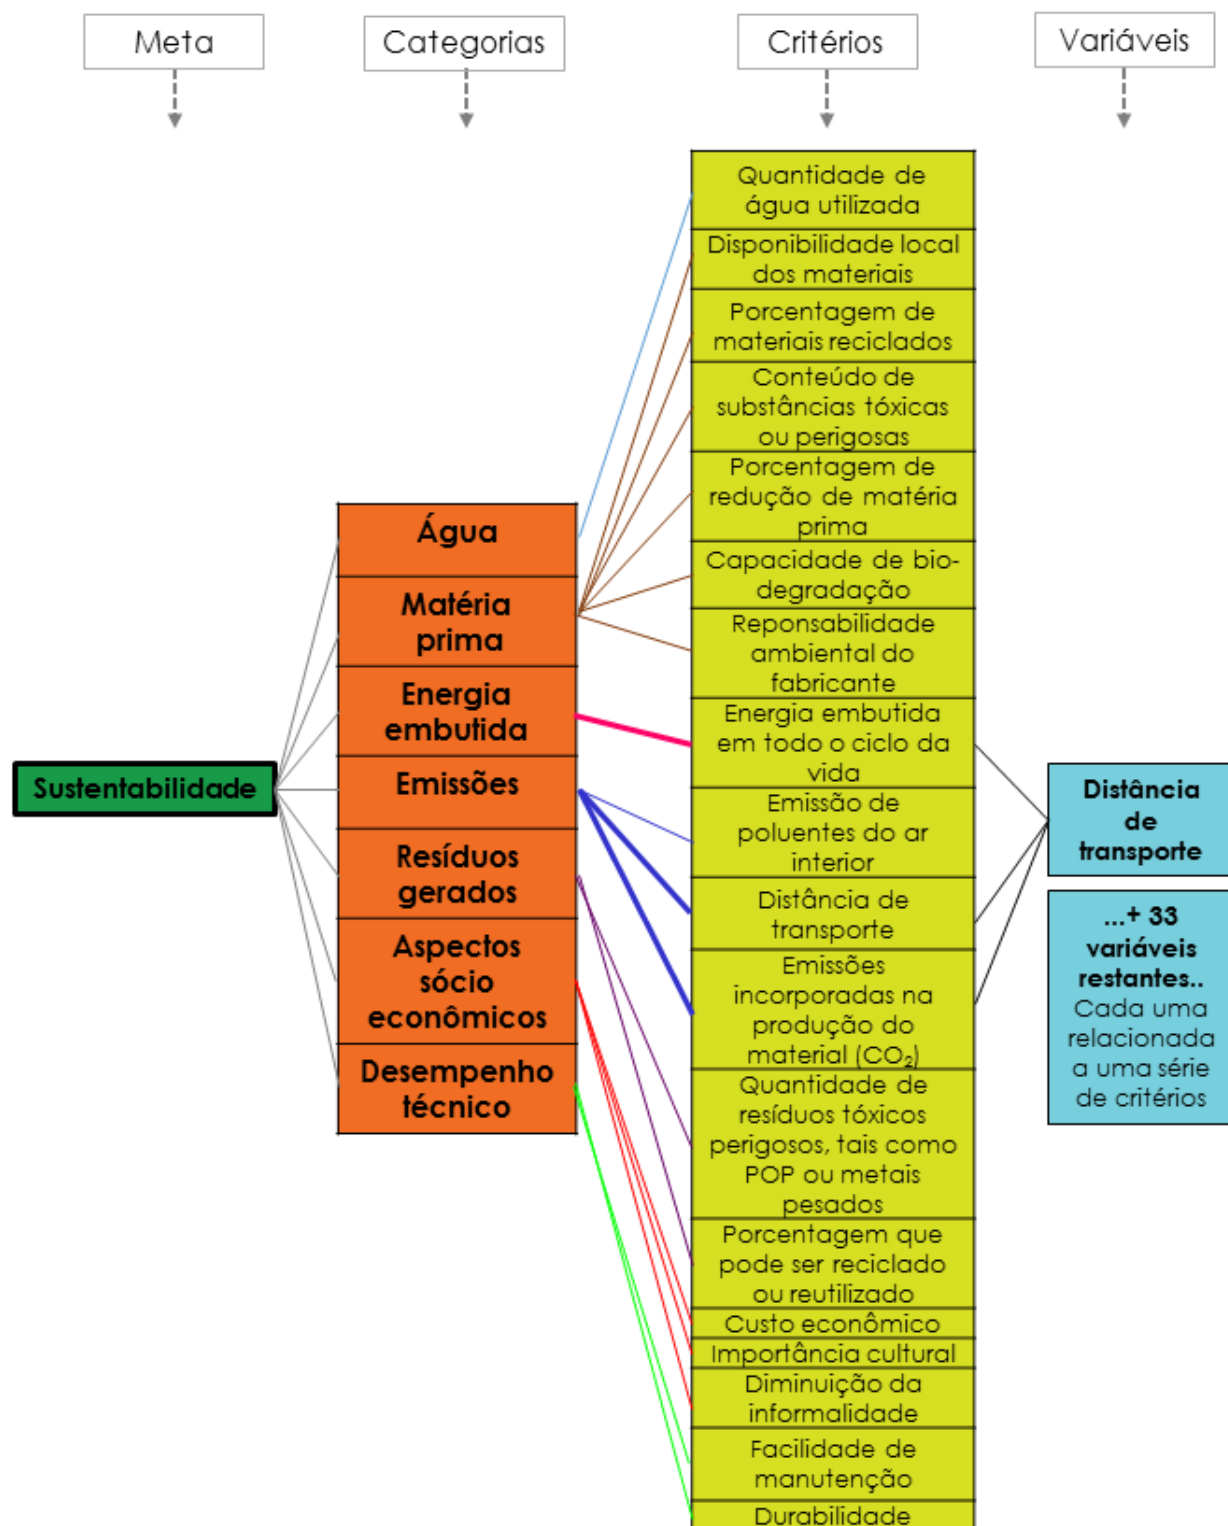 Meta
Categorias
Critérios
Variáveis
Sustentabilidade
Água
Matéria
prima
Energia
embutida
Emissões
Resíduos
gerados
Aspectos
sócio
econômicos
Desempenho
técnico
Quantidade de
água utilizada
Disponibilidade local
dos materiais
Porcentagem de
materiais reciclados
Conteúdo de
substâncias tóxicas
ou perigosas
Porcentagem de
redução de matéria
prima
Capacidade de bio-
degradação
Reponsabilidade
ambiental do
fabricante
Energia embutida
em todo o ciclo da
vida
Emissão de
poluentes do ar
interior
Distância de
transporte
Emissões
incorporadas na
produção do
material (CO₂)
Quantidade de
resíduos tóxicos
perigosos, tais como
POP ou metais
pesados
Porcentagem que
pode ser reciclado
ou reutilizado
Custo econômico
Importância cultural
Diminuição da
informalidade
Facilidade de
manutenção
Durabilidade
Distância
de
transporte
...+ 33
variáveis
restantes..
Cada uma
relacionada
a uma série
de critérios